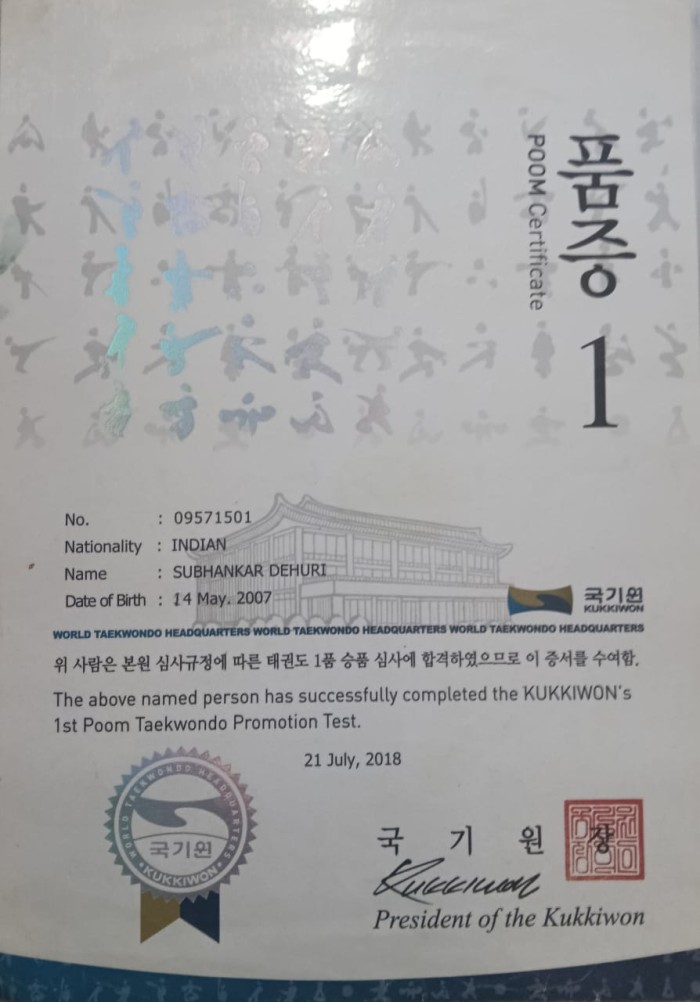 품증
POOM Certificate
1
No. : 09571501
Nationality : INDIAN
Name : SUBHANKAR DEHURI
Date of Birth : 14 May. 2007
국기원
KUKKIWON
WORLD TAEKWONDO HEADQUARTERS WORLD TAEKWONDO HEADQUARTERS WORLD TAEKWONDO HEADQUARTERS
위 사람은 본원 심사규정에 따른 태권도 1품 승품 심사에 합격하였으므로 이 증서를 수여함.
The above named person has successfully completed the KUKKIWON's
1st Poom Taekwondo Promotion Test.
21 July, 2018
WORLD TAEKWONDO HEADQUARTERS
국기원
KUKKIWON
국 기 원 장
Kukkiwon
President of the Kukkiwon